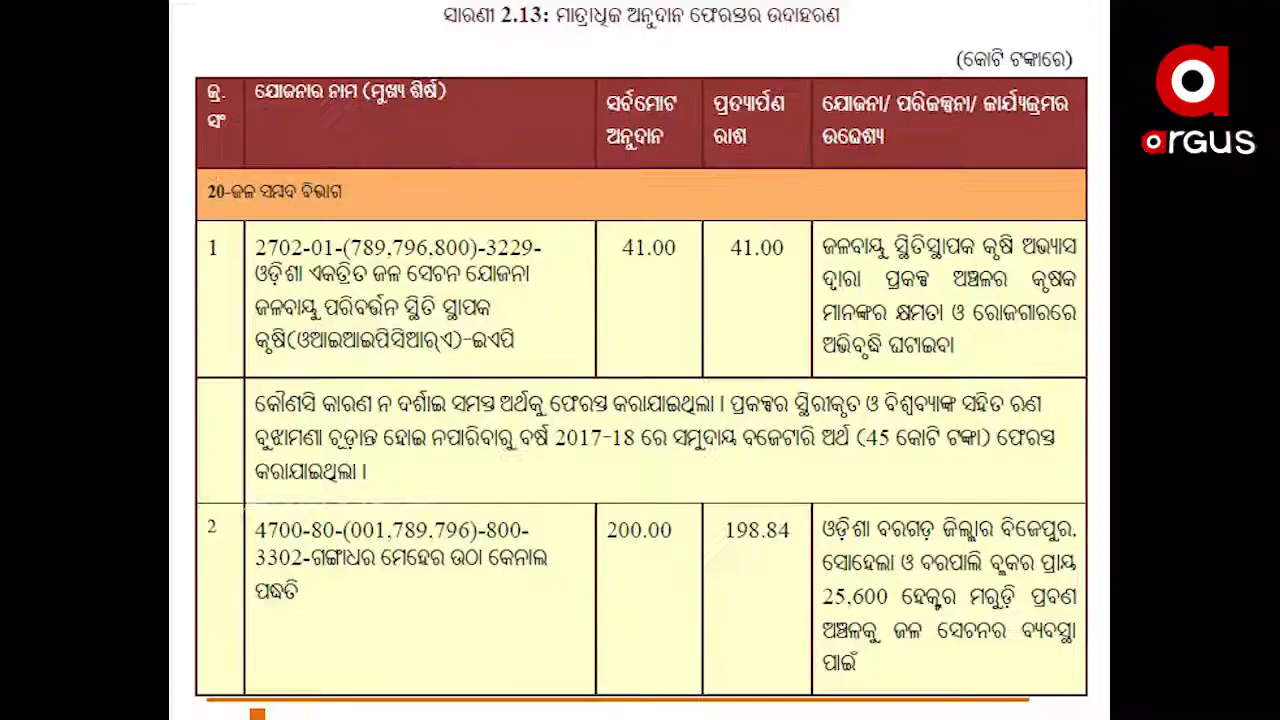 ସାରଣୀ 2.13: ମାତ୍ରାଧିକ ଅନୁଦାନ ଫେରସ୍ତର ଉଦାହରଣ
(କୋଟି ଟଙ୍କାରେ)
କ୍ର. ସଂ
ଯୋଜନାର ନାମ (ମୁଖ୍ୟ ଶିର୍ଷ)
ସର୍ବମୋଟ ଅନୁଦାନ
ପ୍ରତ୍ୟାର୍ପଣ ରାଶ
ଯୋଜନା/ ପରିକଳ୍ପନା/ କାର୍ଯ୍ୟକ୍ରମର ଉଦ୍ଦେଶ୍ୟ
argus
20-ଜଳ ସମ୍ପଦ ବିଭାଗ
1
2702-01-(789,796,800)-3229-
ଓଡ଼ିଶା ଏକତ୍ରିତ ଜଳ ସେଚନ ଯୋଜନା
ଜଳବାୟୁ ପରିବର୍ତ୍ତନ ସ୍ଥିତି ସ୍ଥାପକ
କୃଷି(ଓଆଇଆଇପିସିଆର୍ଏ)-ଇଏପି
41.00
41.00
ଜଳବାୟୁ ସ୍ଥିତିସ୍ଥାପକ କୃଷି ଅଭ୍ୟାସ
ଦ୍ୱାରା ପ୍ରକଳ୍ପ ଅଞ୍ଚଳର କୃଷକ
ମାନଙ୍କର କ୍ଷମତା ଓ ରୋଜଗାରରେ
ଅଭିବୃଦ୍ଧି ଘଟାଇବା
କୌଣସି କାରଣ ନ ଦର୍ଶାଇ ସମସ୍ତ ଅର୍ଥକୁ ଫେରସ୍ତ କରାଯାଇଥିଲା । ପ୍ରକଳ୍ପର ସ୍ଥିରୀକୃତ ଓ ବିଶ୍ୱବ୍ୟାଙ୍କ ସହିତ ଋଣ
ବୁଝାମଣା ଚୂଡ଼ାନ୍ତ ହୋଇ ନପାରିବାରୁ ବର୍ଷ 2017-18 ରେ ସମୁଦାୟ ବଜେଟାରି ଅର୍ଥ (45 କୋଟି ଟଙ୍କା) ଫେରସ୍ତ
କରାଯାଇଥିଲା ।
2
4700-80-(001,789.796)-800-
3302-ଗଙ୍ଗାଧର ମେହେର ଉଠା କେନାଲ
ପଦ୍ଧତି
200.00
198.84
ଓଡ଼ିଶା ବରଗଡ଼ ଜିଲ୍ଲାର ବିଜେପୁର,
ସୋହେଲା ଓ ବରପାଲି ବ୍ଲକର ପ୍ରାୟ
25,600 ହେକ୍ଟର ମରୁଡ଼ି ପ୍ରବଣ
ଅଞ୍ଚଳକୁ ଜଳ ସେଚନର ବ୍ୟବସ୍ଥା
ପାଇଁ